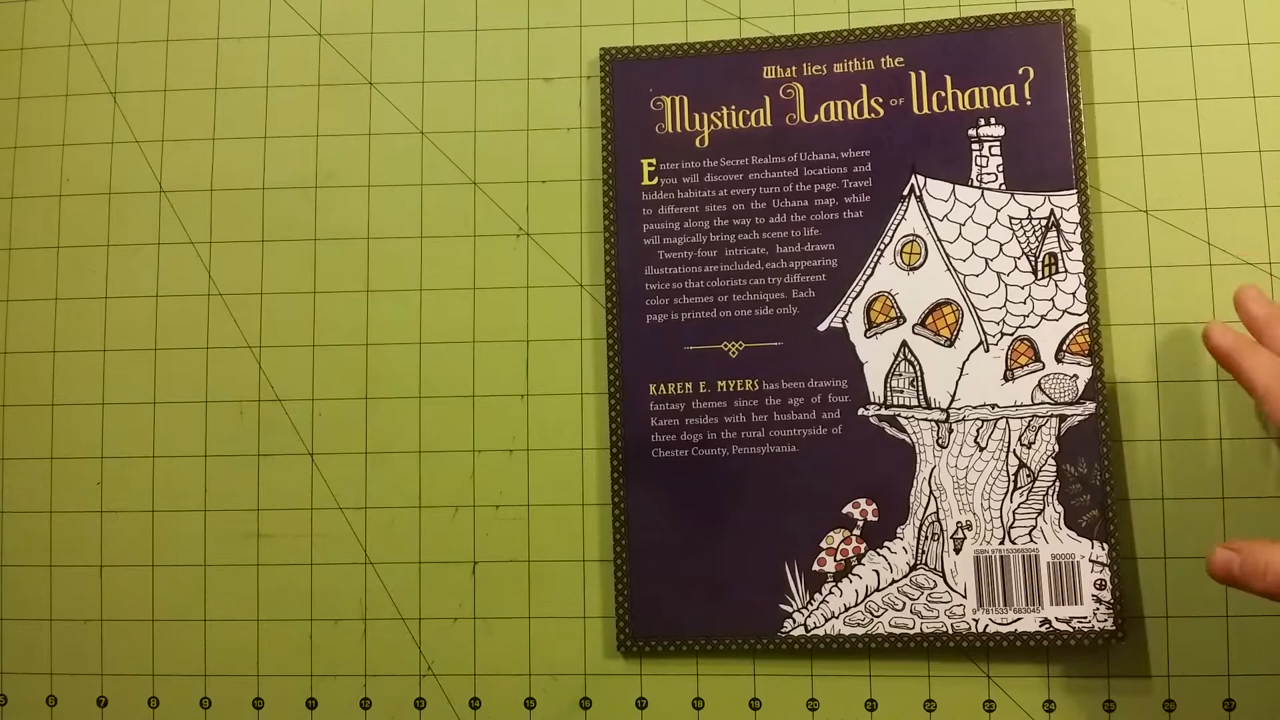 What lies within the
Mystical Lands OF Uchana?
Enter into the Secret Realms of Uchana, where
you will discover enchanted locations and
hidden habitats at every turn of the page. Travel
to different sites on the Uchana map, while
pausing along the way to add the colors that
will magically bring each scene to life.
Twenty-four intricate, hand-drawn
illustrations are included, each appearing
twice so that colorists can try different
color schemes or techniques. Each
page is printed on one side only.
KAREN E. MYERS has been drawing
fantasy themes since the age of four.
Karen resides with her husband and
three dogs in the rural countryside of
Chester County, Pennsylvania.
ISBN 9781533683045
90000 >
9 781533 683045
5 6 7 8 9 10 11 12 13 14 15 16 17 18 19 20 21 22 23 24 25 26 27